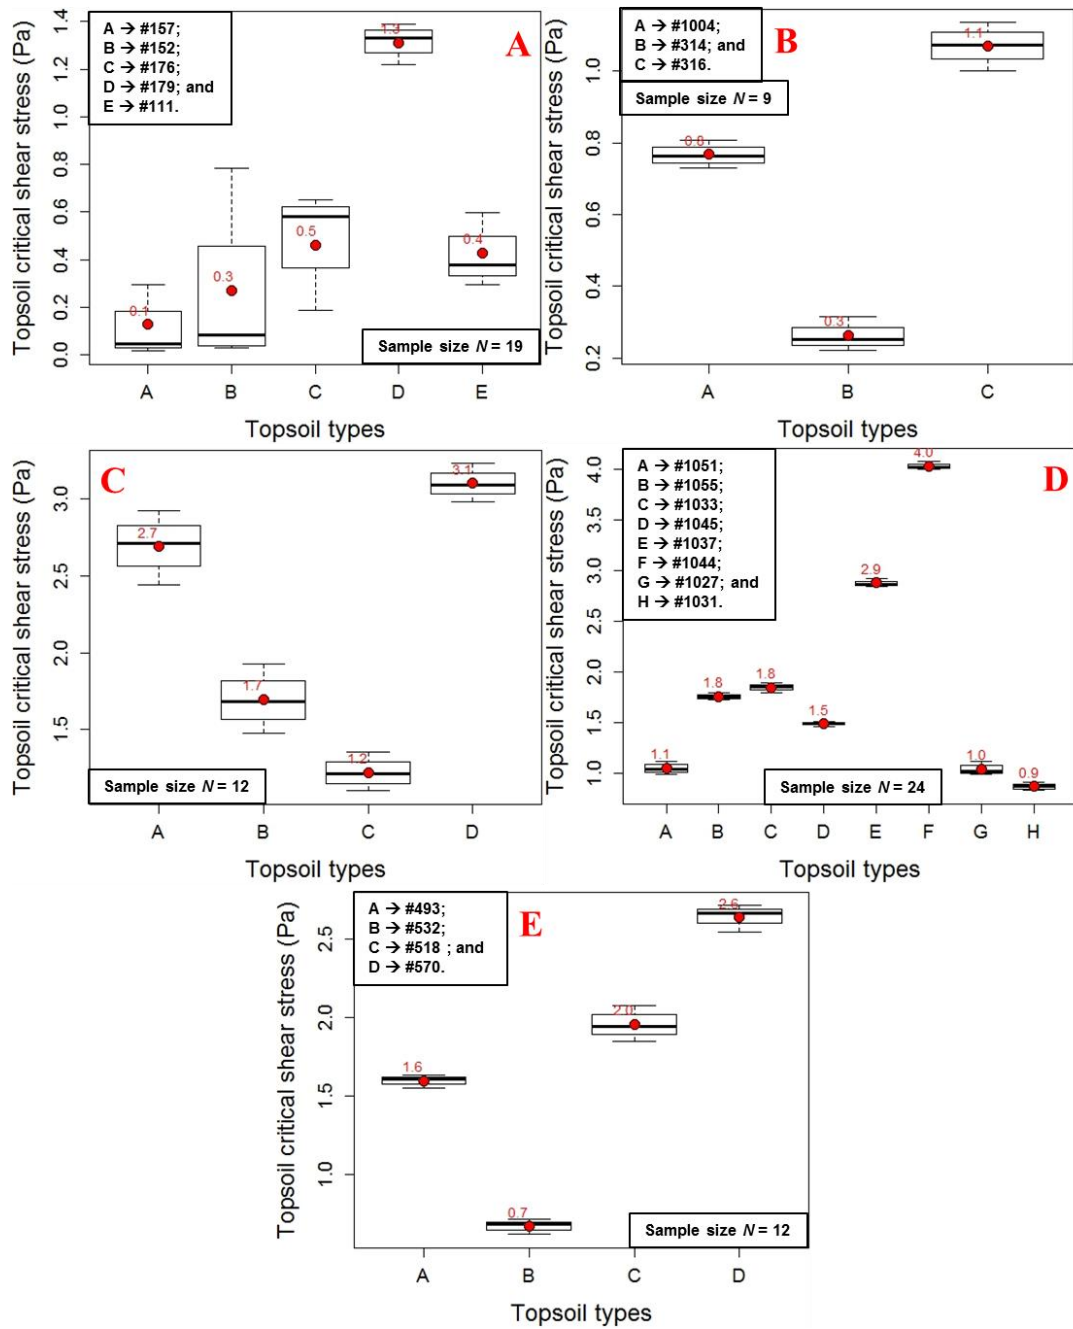 A → #157;
B → #152;
C → #176;
D → #179; and
E → #111.
A
Topsoil critical shear stress (Pa)
1.4
1.2
1.0
0.8
0.6
0.4
0.2
0.0
0.1
0.3
0.5
1.3
0.4
Sample size N = 19
A B C D E
Topsoil types
A → #1004;
B → #314; and
C → #316.
Sample size N = 9
B
Topsoil critical shear stress (Pa)
1.0
0.8
0.6
0.4
0.2
0.8
0.3
1.1
A B C
Topsoil types
C
Topsoil critical shear stress (Pa)
3.0
2.5
2.0
1.5
2.7
1.7
1.2
3.1
Sample size N = 12
A B C D
Topsoil types
A → #1051;
B → #1055;
C → #1033;
D → #1045;
E → #1037;
F → #1044;
G → #1027; and
H → #1031.
D
Topsoil critical shear stress (Pa)
4.0
3.5
3.0
2.5
2.0
1.5
1.0
1.1
1.8
1.8
1.5
2.9
4.0
1.0
0.9
Sample size N = 24
A B C D E F G H
Topsoil types
A → #493;
B → #532;
C → #518 ; and
D → #570.
E
Topsoil critical shear stress (Pa)
2.5
2.0
1.5
1.0
1.6
0.7
2.0
2.6
Sample size N = 12
A B C D
Topsoil types